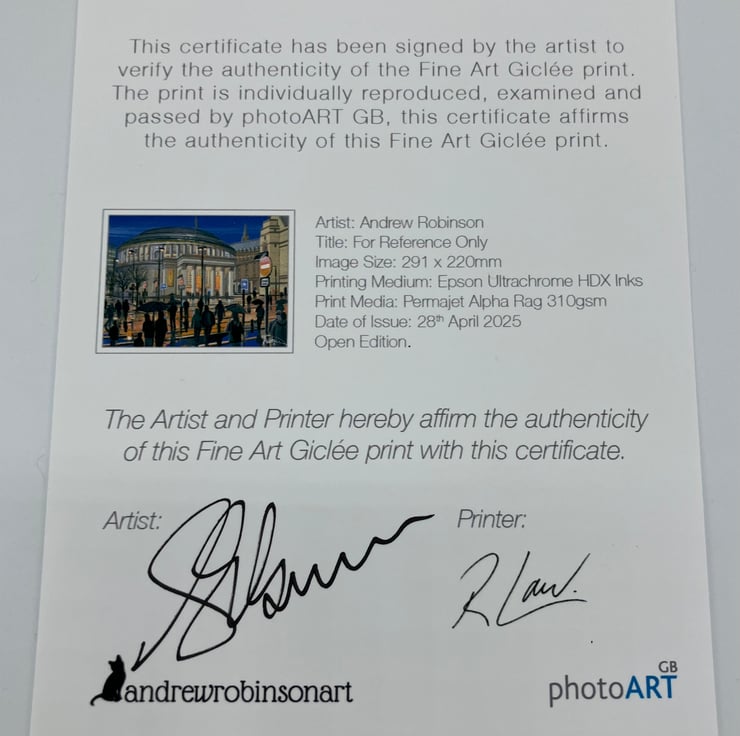 This certificate has been signed by the artist to
verify the authenticity of the Fine Art Giclée print.
The print is individually reproduced, examined and
passed by photoART GB, this certificate affirms
the authenticity of this Fine Art Giclée print.
Artist: Andrew Robinson
Title: For Reference Only
Image Size: 291 x 220mm
Printing Medium: Epson Ultrachrome HDX Inks
Print Media: Permajet Alpha Rag 310gsm
Date of Issue: 28th April 2025
Open Edition.
The Artist and Printer hereby affirm the authenticity
of this Fine Art Giclée print with this certificate.
Artist:
Printer:
R Law.
andrewrobinsonart
photoART GB